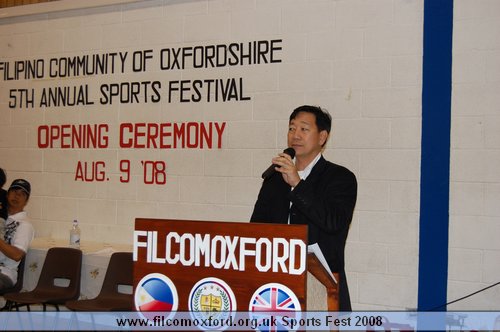 FILIPINO COMMUNITY OF OXFORDSHIRE
5TH ANNUAL SPORTS FESTIVAL
OPENING CEREMONY
AUG. 9 '08
FILCOMOXFORD
www.filcomoxford.org.uk Sports Fest 2008